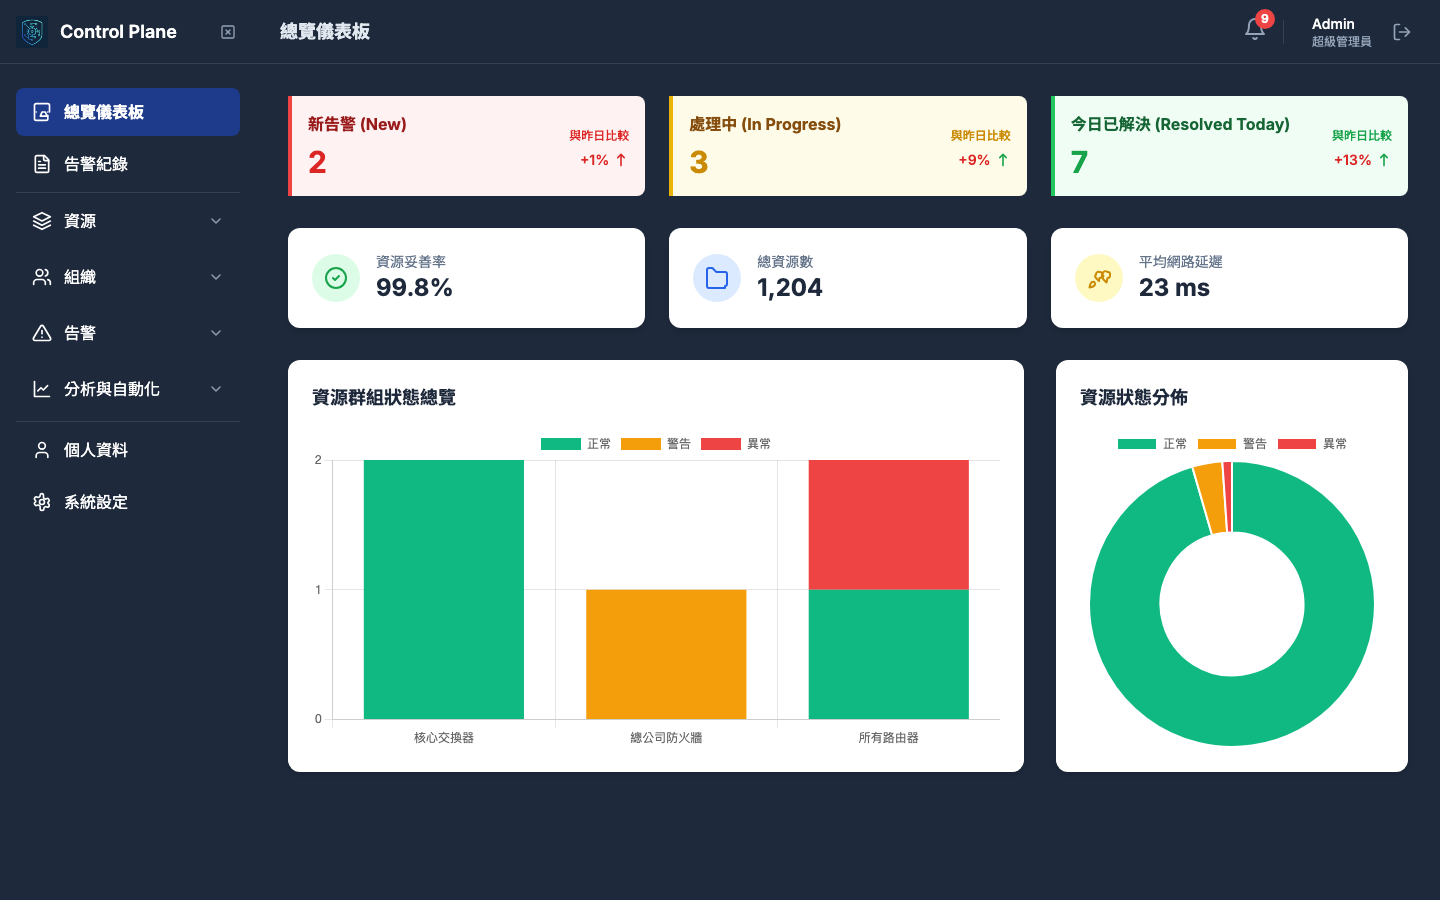 Control Plane
總覽儀表板
9
Admin
超級管理員
總覽儀表板
告警紀錄
資源
組織
告警
分析與自動化
個人資料
系統設定
新告警 (New)
2
與昨日比較
+1% ↑
處理中 (In Progress)
3
與昨日比較
+9% ↑
今日已解決 (Resolved Today)
7
與昨日比較
+13% ↑
資源妥善率
99.8%
總資源數
1,204
平均網路延遲
23 ms
資源群組狀態總覽
正常 警告 異常
2
1
0
核心交換器 總公司防火牆 所有路由器
資源狀態分佈
正常 警告 異常